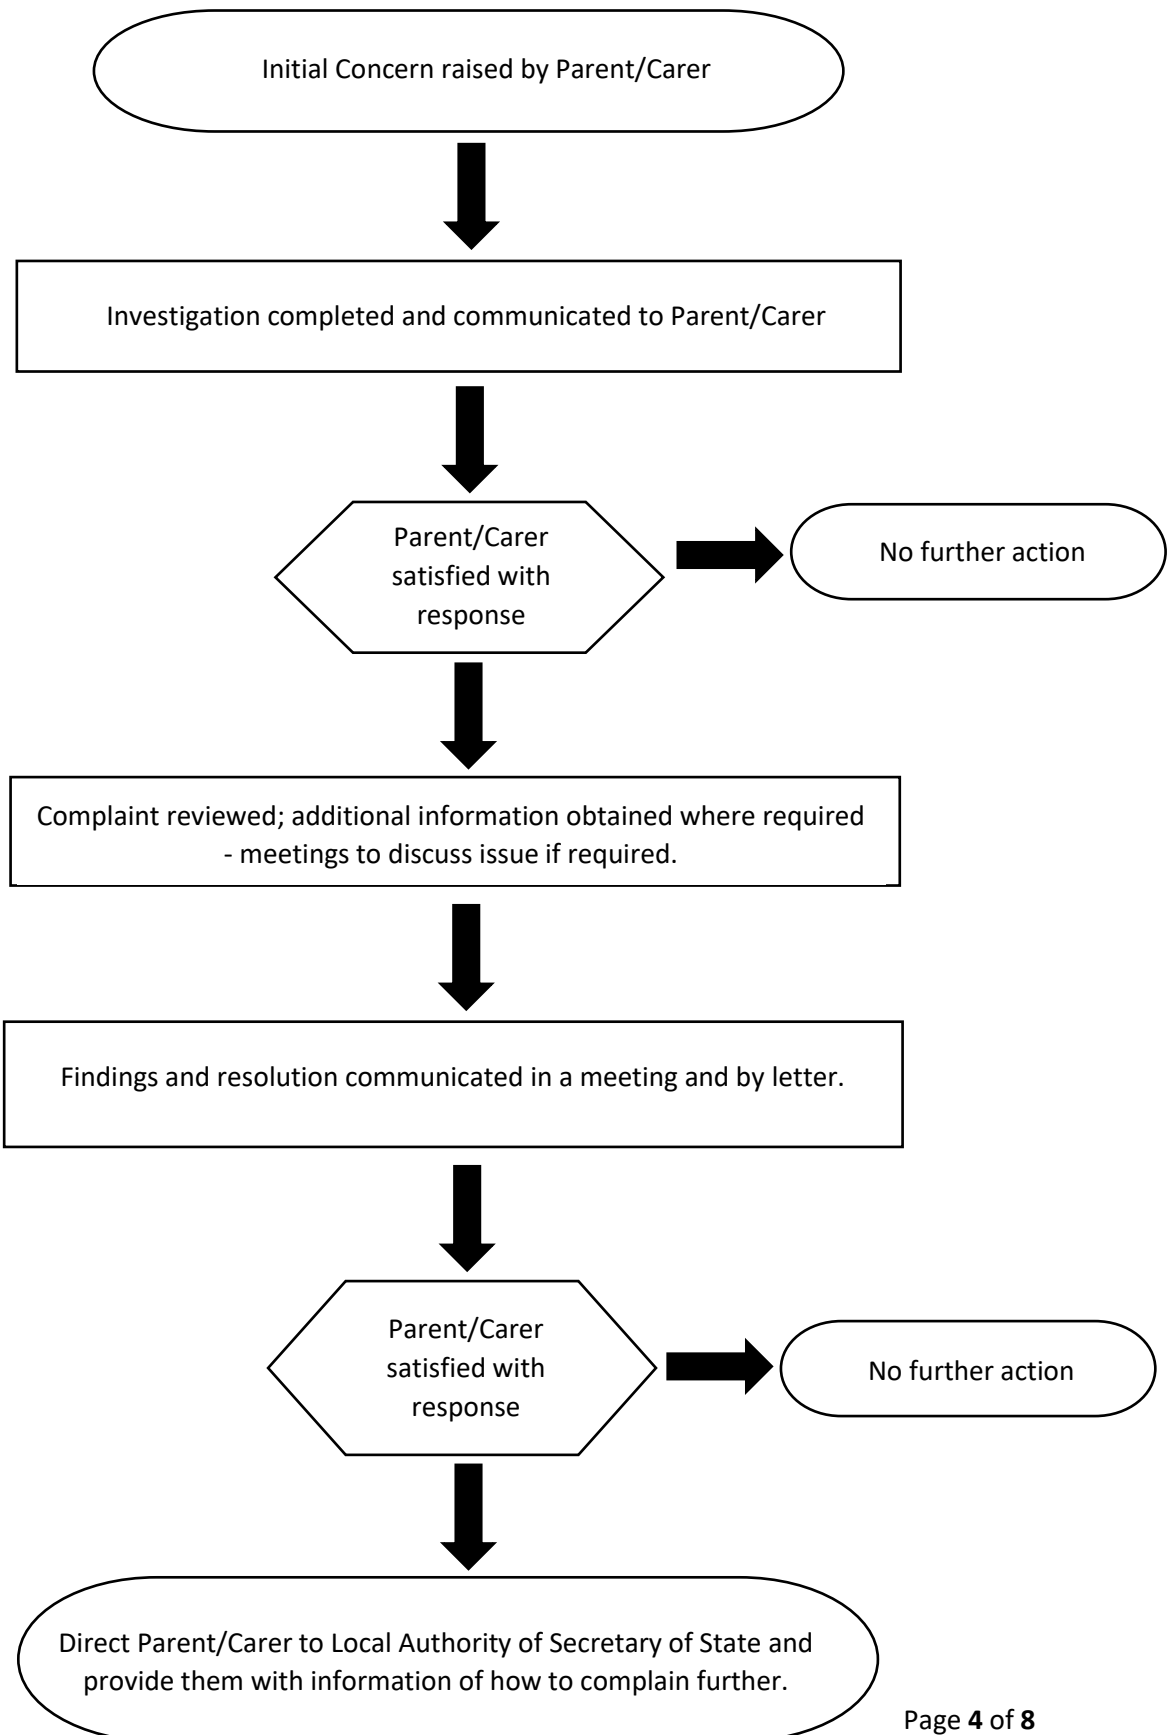 Initial Concern raised by Parent/Carer
Investigation completed and communicated to Parent/Carer
Parent/Carer
satisfied with
response
No further action
Complaint reviewed; additional information obtained where required
- meetings to discuss issue if required.
Findings and resolution communicated in a meeting and by letter.
Parent/Carer
satisfied with
response
No further action
Direct Parent/Carer to Local Authority of Secretary of State and
provide them with information of how to complain further.
Page 4 of 8